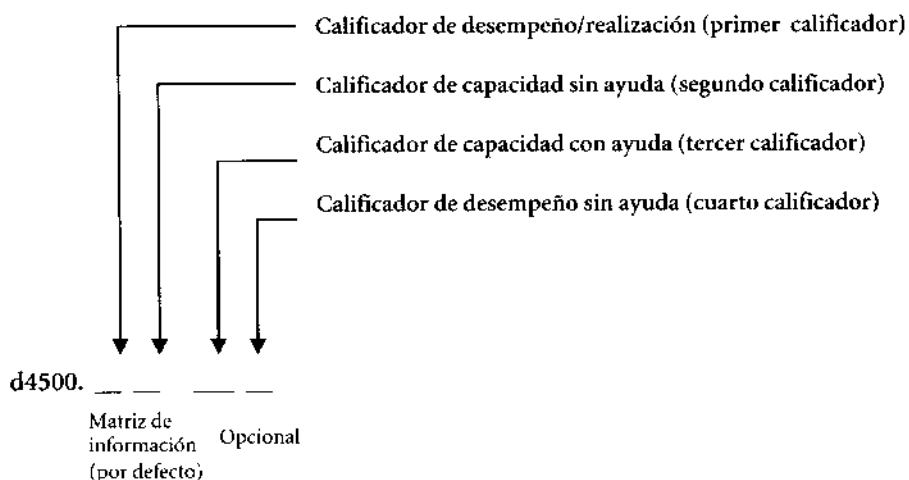 Calificador de desempeño/realización (primer calificador)
Calificador de capacidad sin ayuda (segundo calificador)
Calificador de capacidad con ayuda (tercer calificador)
Calificador de desempeño sin ayuda (cuarto calificador)
d4500. __ __ __ __
Matriz de
información
(por defecto)
Opcional